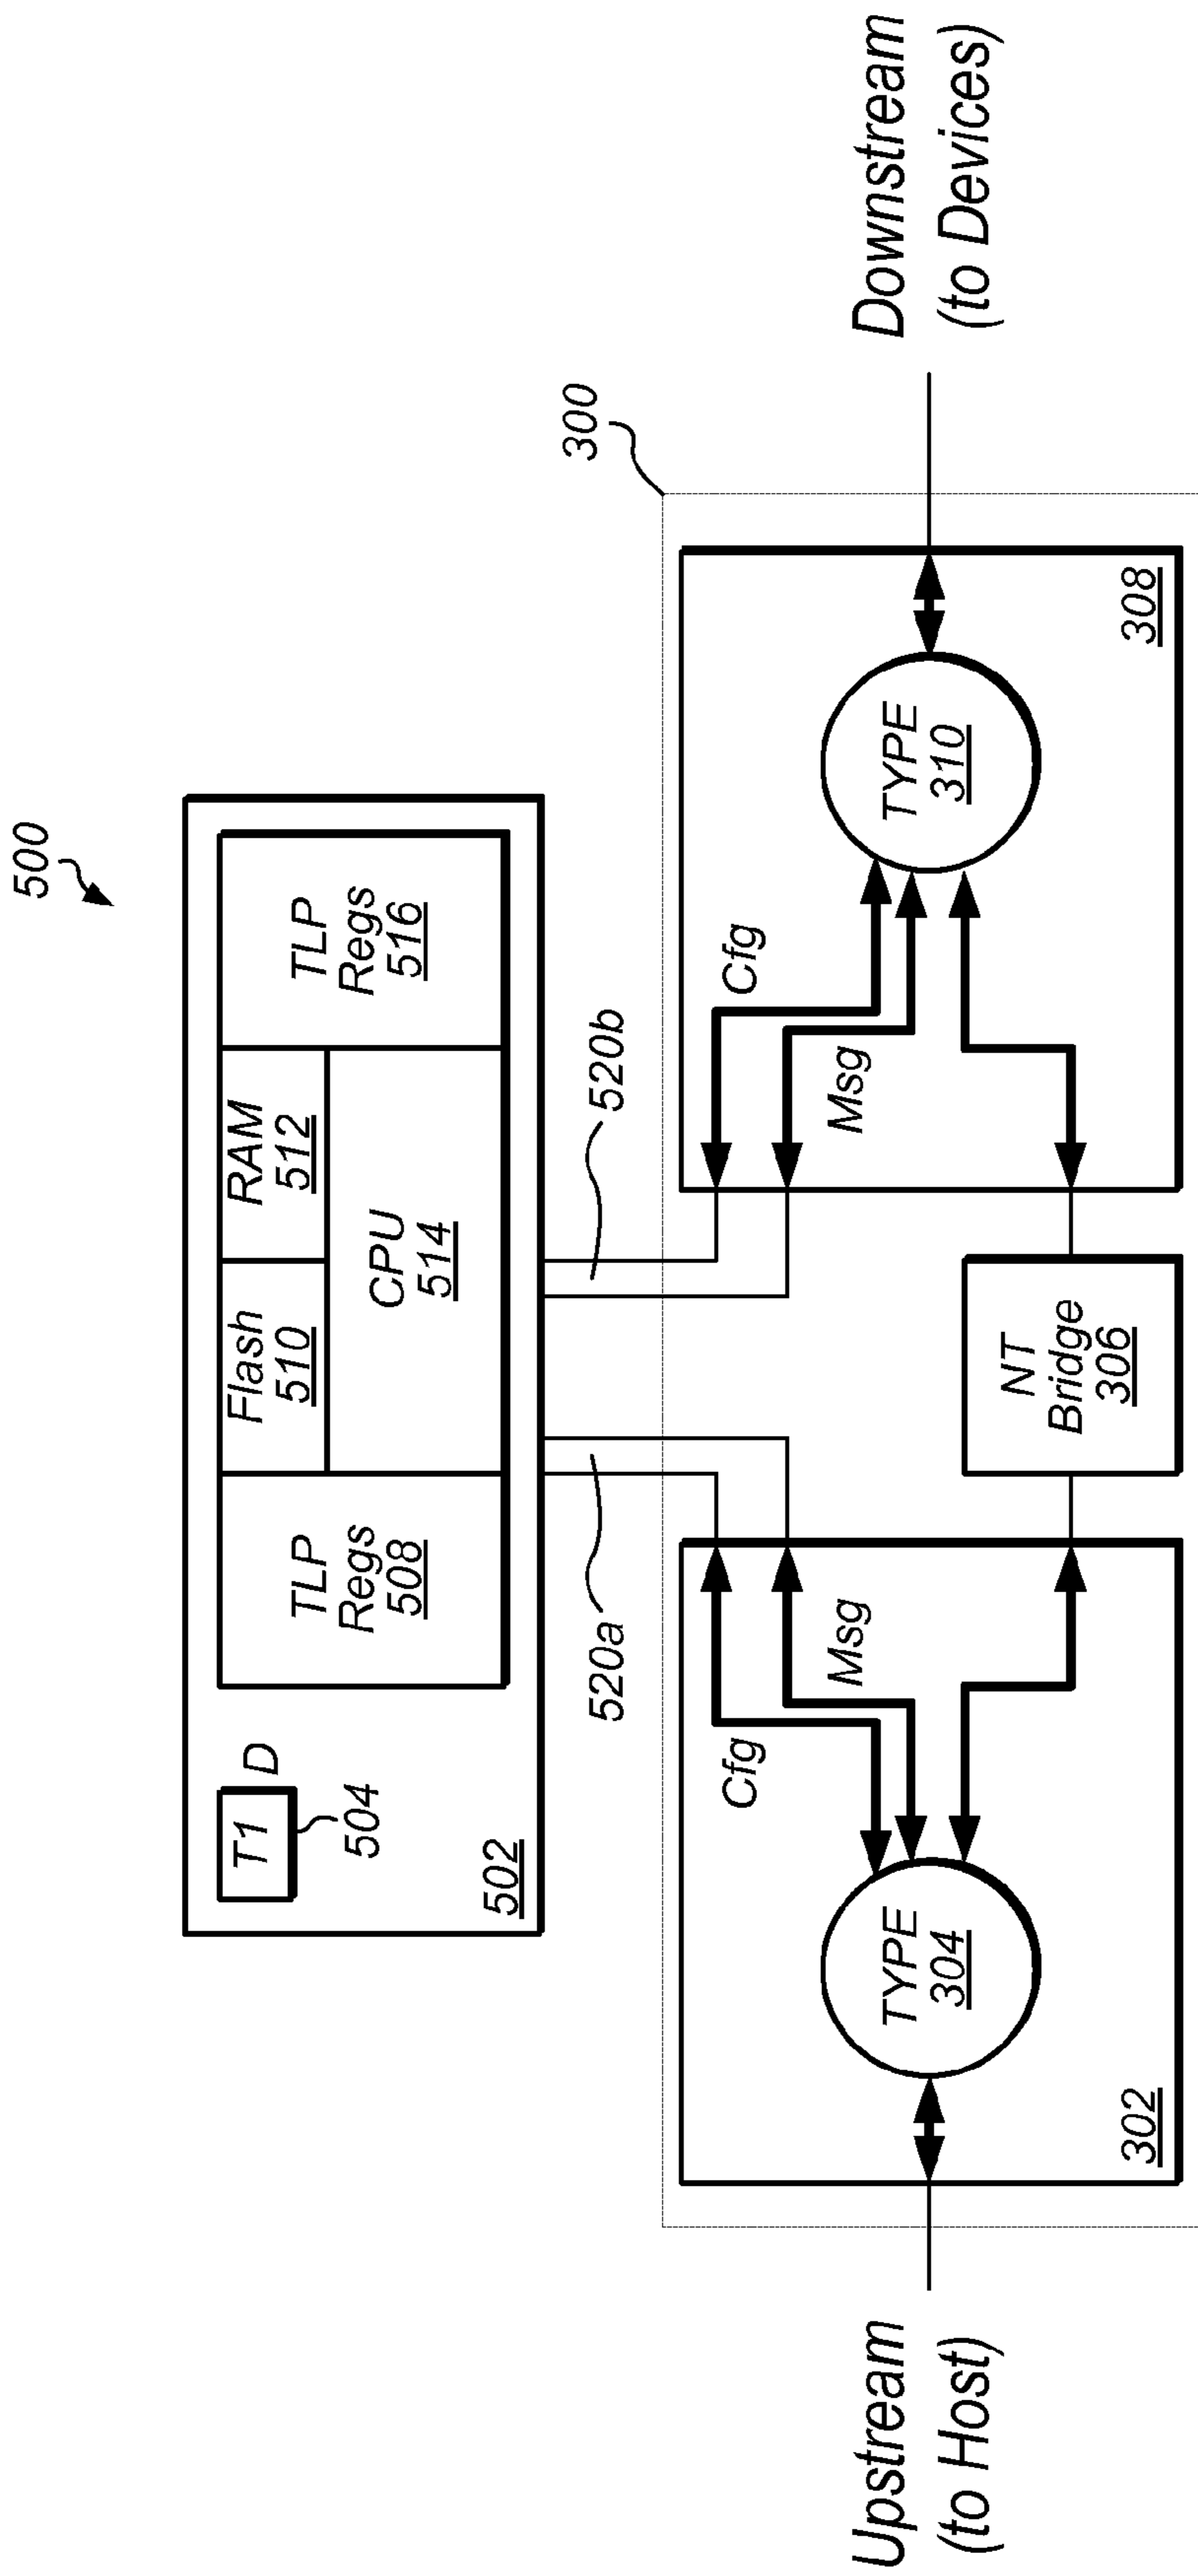 500
T1
D
504
502
TLP
Regs
508
Flash
510
RAM
512
CPU
514
TLP
Regs
516
520a
520b
300
Upstream
(to Host)
TYPE
304
Cfg
Msg
302
NT
Bridge
306
Cfg
Msg
TYPE
310
308
Downstream
(to Devices)